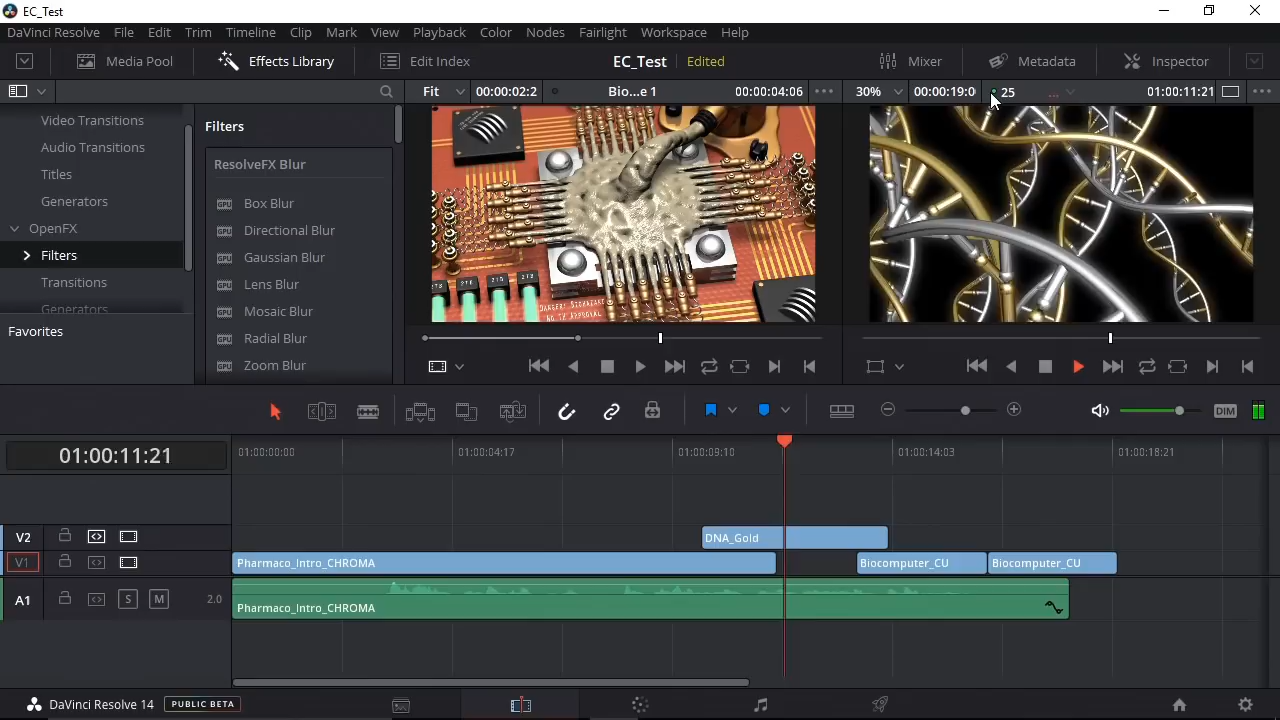 EC_Test
DaVinci Resolve File Edit Trim Timeline Clip Mark View Playback Color Nodes Fairlight Workspace Help
Media Pool Effects Library Edit Index EC_Test Edited Mixer Metadata Inspector
Fit 00:00:02:2 Bio...e 1 00:00:04:06 ... 30% 00:00:19:0 25 ... 01:00:11:21 ...
Video Transitions
Audio Transitions
Titles
Generators
OpenFX
Filters
Transitions
Generators
Favorites
Filters
ResolveFX Blur
Box Blur
Directional Blur
Gaussian Blur
Lens Blur
Mosaic Blur
Radial Blur
Zoom Blur
DANGER! BIOHAZARD
NO TH APPROVAL
DIM
01:00:11:21 01:00:00:00 01:00:04:17 01:00:09:10 01:00:14:03 01:00:18:21
V2 DNA_Gold
V1 Pharmaco_Intro_CHROMA Biocomputer_CU Biocomputer_CU
A1 S M 2.0 Pharmaco_Intro_CHROMA
DaVinci Resolve 14 PUBLIC BETA